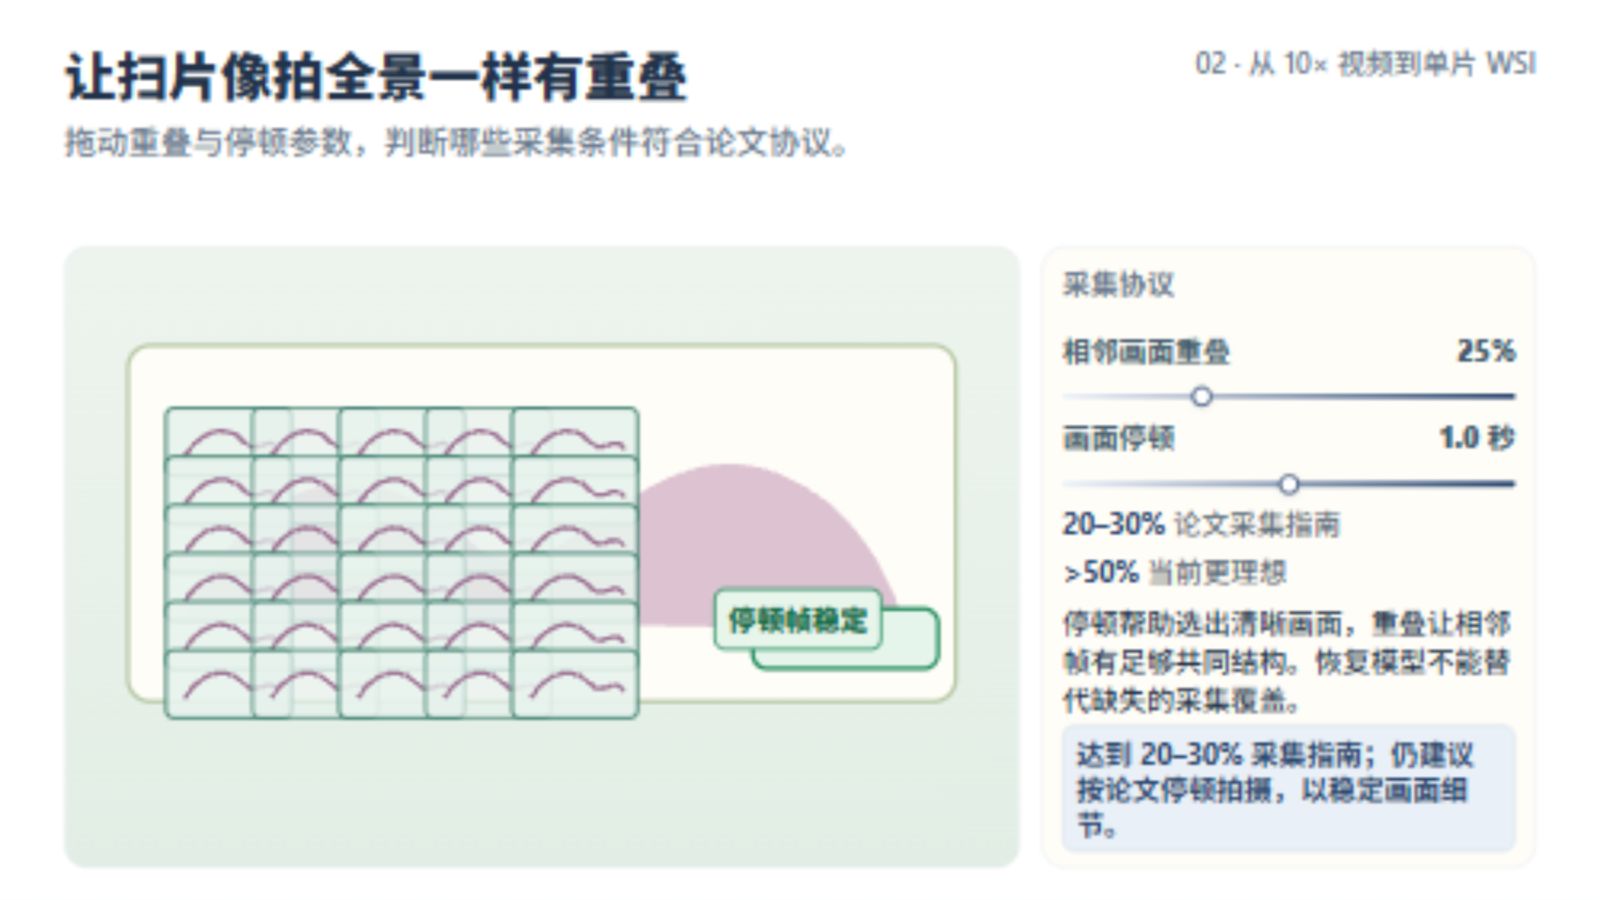 让扫片像拍全景一样有重叠
02 · 从 10× 视频到单片 WSI
拖动重叠与停顿参数，判断哪些采集条件符合论文协议。
停顿帧稳定
采集协议
相邻画面重叠 25%
画面停顿 1.0 秒
20–30% 论文采集指南
>50% 当前更理想
停顿帮助选出清晰画面，重叠让相邻
帧有足够共同结构。恢复模型不能替
代缺失的采集覆盖。
达到 20–30% 采集指南；仍建议
按论文停顿拍摄，以稳定画面细
节。